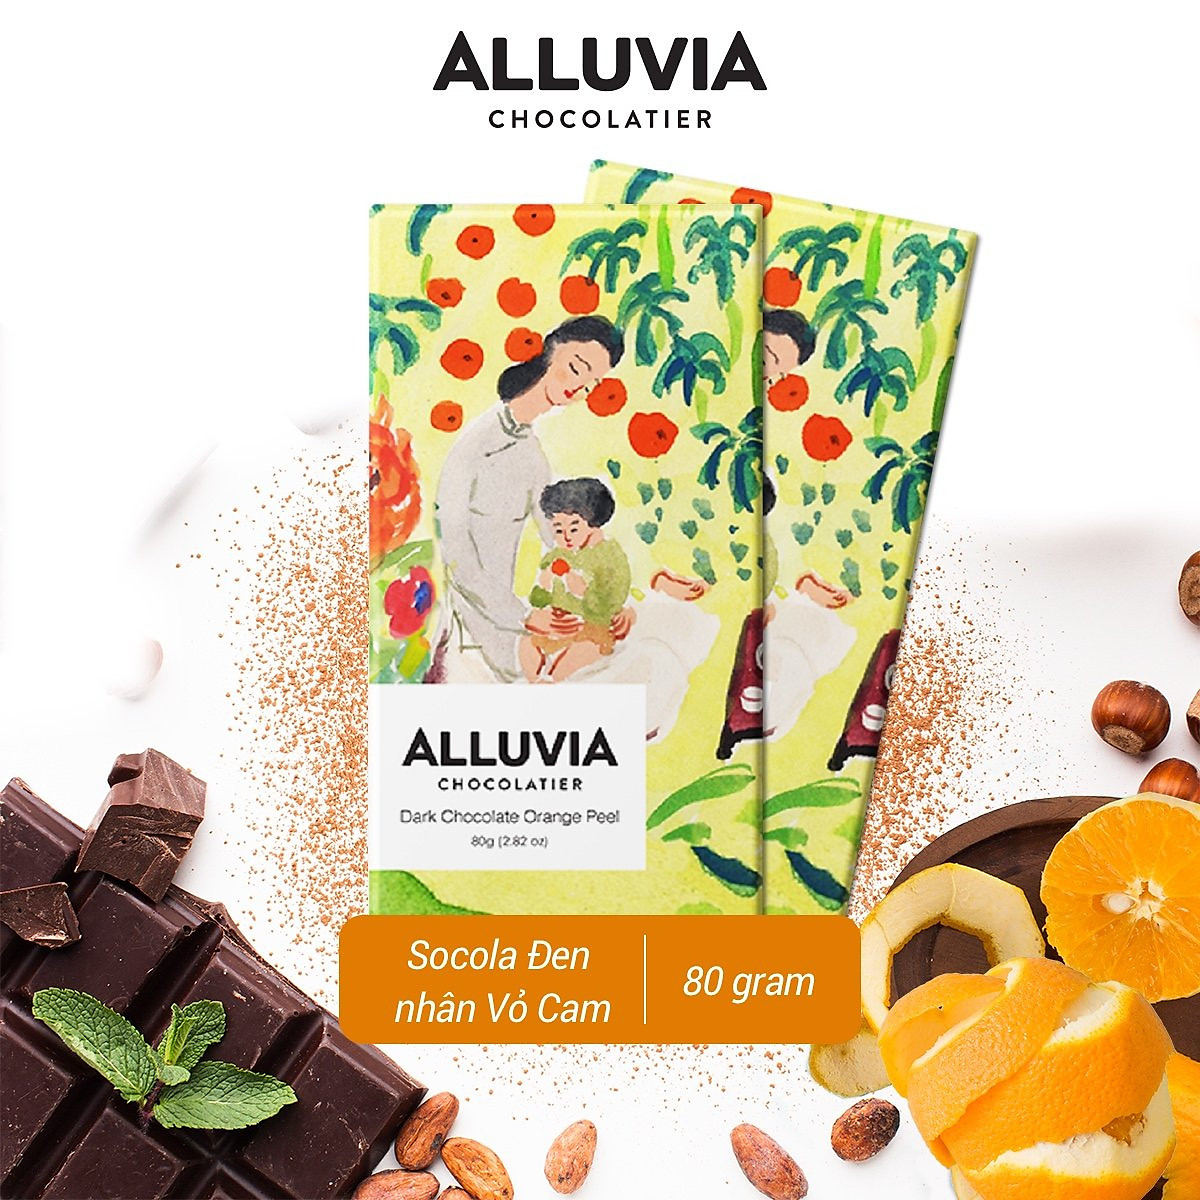 ALLUVIA
CHOCOLATIER
ALLUVIA
CHOCOLATIER
Dark Chocolate Orange Peel
80g (2.82 oz)
Socola Đen
nhân Vỏ Cam
80 gram